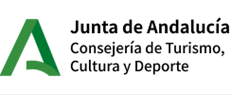 Junta de Andalucía
Consejería de Turismo,
Cultura y Deporte